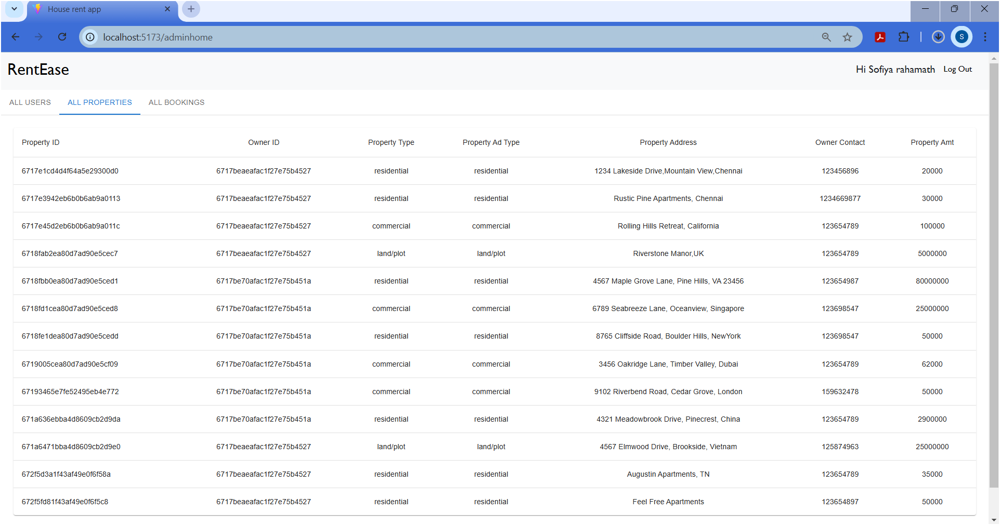 House rent app
localhost:5173/adminhome
S
RentEase
Hi Sofiya rahamath Log Out
ALL USERS ALL PROPERTIES ALL BOOKINGS
Property ID Owner ID Property Type Property Ad Type Property Address Owner Contact Property Amt
6717e1cd4d4f64a5e29300d0 6717beaeafac1f27e75b4527 residential residential 1234 Lakeside Drive,Mountain View,Chennai 123456896 20000
6717e3942eb6b0b6ab9a0113 6717beaeafac1f27e75b4527 residential residential Rustic Pine Apartments, Chennai 1234669877 30000
6717e45d2eb6b0b6ab9a011c 6717beaeafac1f27e75b4527 commercial commercial Rolling Hills Retreat, California 123654789 100000
6718fab2ea80d7ad90e5cec7 6717beaeafac1f27e75b4527 land/plot land/plot Riverstone Manor,UK 123654789 5000000
6718fbb0ea80d7ad90e5ced1 6717be70afac1f27e75b451a residential residential 4567 Maple Grove Lane, Pine Hills, VA 23456 123654987 80000000
6718fd1cea80d7ad90e5ced8 6717be70afac1f27e75b451a commercial commercial 6789 Seabreeze Lane, Oceanview, Singapore 123698547 25000000
6718fe1dea80d7ad90e5cedd 6717be70afac1f27e75b451a residential residential 8765 Cliffside Road, Boulder Hills, NewYork 123698547 50000
6719005cea80d7ad90e5cf09 6717be70afac1f27e75b451a commercial commercial 3456 Oakridge Lane, Timber Valley, Dubai 123654789 62000
67193465e7fe52495eb4e772 6717be70afac1f27e75b451a commercial commercial 9102 Riverbend Road, Cedar Grove, London 159632478 50000
671a636ebba4d8609cb2d9da 6717be70afac1f27e75b451a residential residential 4321 Meadowbrook Drive, Pinecrest, China 123654789 2900000
671a6471bba4d8609cb2d9e0 6717beaeafac1f27e75b4527 land/plot land/plot 4567 Elmwood Drive, Brookside, Vietnam 125874963 25000000
672f5d3a1f43af49e0f6f58a 6717beaeafac1f27e75b4527 residential residential Augustin Apartments, TN 123654789 35000
672f5fd81f43af49e0f6f5c8 6717beaeafac1f27e75b4527 residential residential Feel Free Apartments 123654897 50000